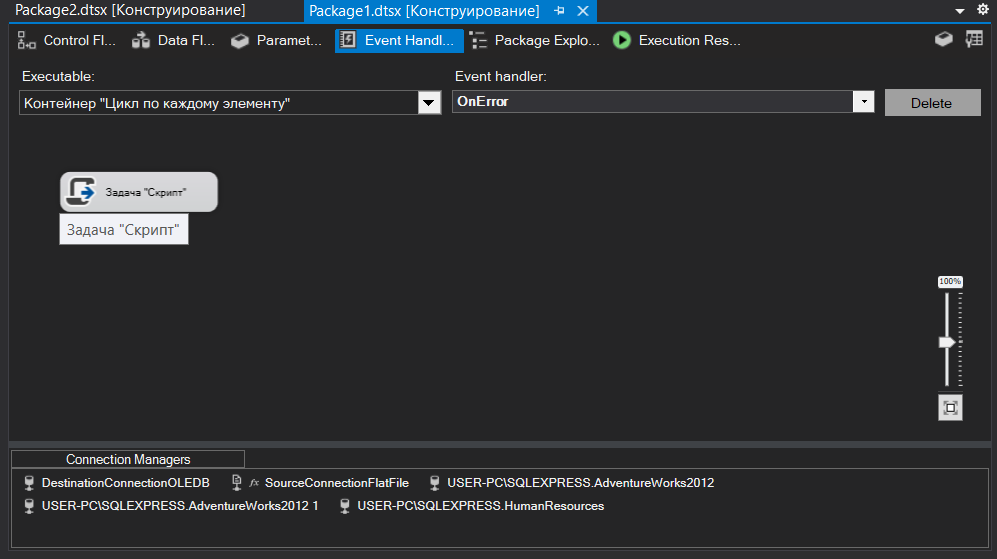 Package2.dtsx [Конструирование] Package1.dtsx [Конструирование]
Control Fl... Data Fl... Paramet... Event Handl... Package Explo... Execution Res...
Executable: Event handler:
Контейнер "Цикл по каждому элементу" OnError Delete
Задача "Скрипт"
Задача "Скрипт"
100%
Connection Managers
DestinationConnectionOLEDB fx SourceConnectionFlatFile USER-PC\SQLEXPRESS.AdventureWorks2012
USER-PC\SQLEXPRESS.AdventureWorks2012 1 USER-PC\SQLEXPRESS.HumanResources